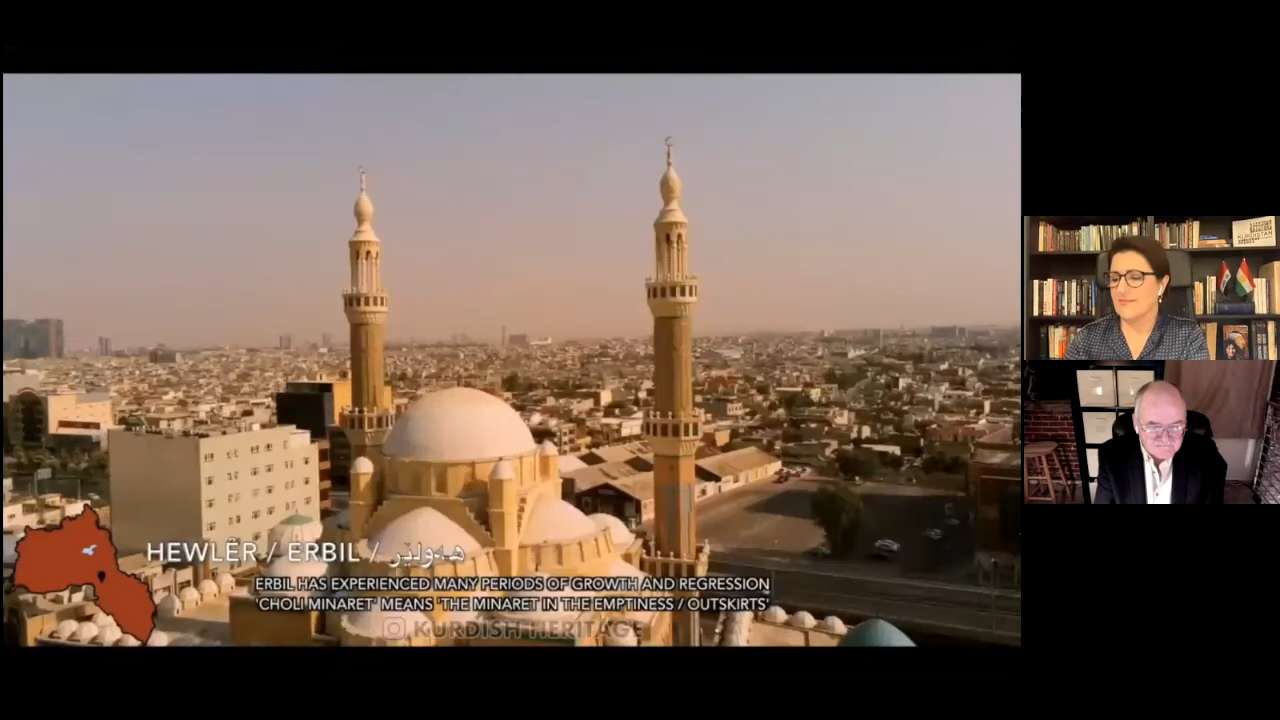 HEWLÊR / ERBIL / هەولێر
ERBIL HAS EXPERIENCED MANY PERIODS OF GROWTH AND REGRESSION
'CHOLI MINARET' MEANS 'THE MINARET IN THE EMPTINESS / OUTSKIRTS'
KURDISH HERITAGE
KURDISTAN